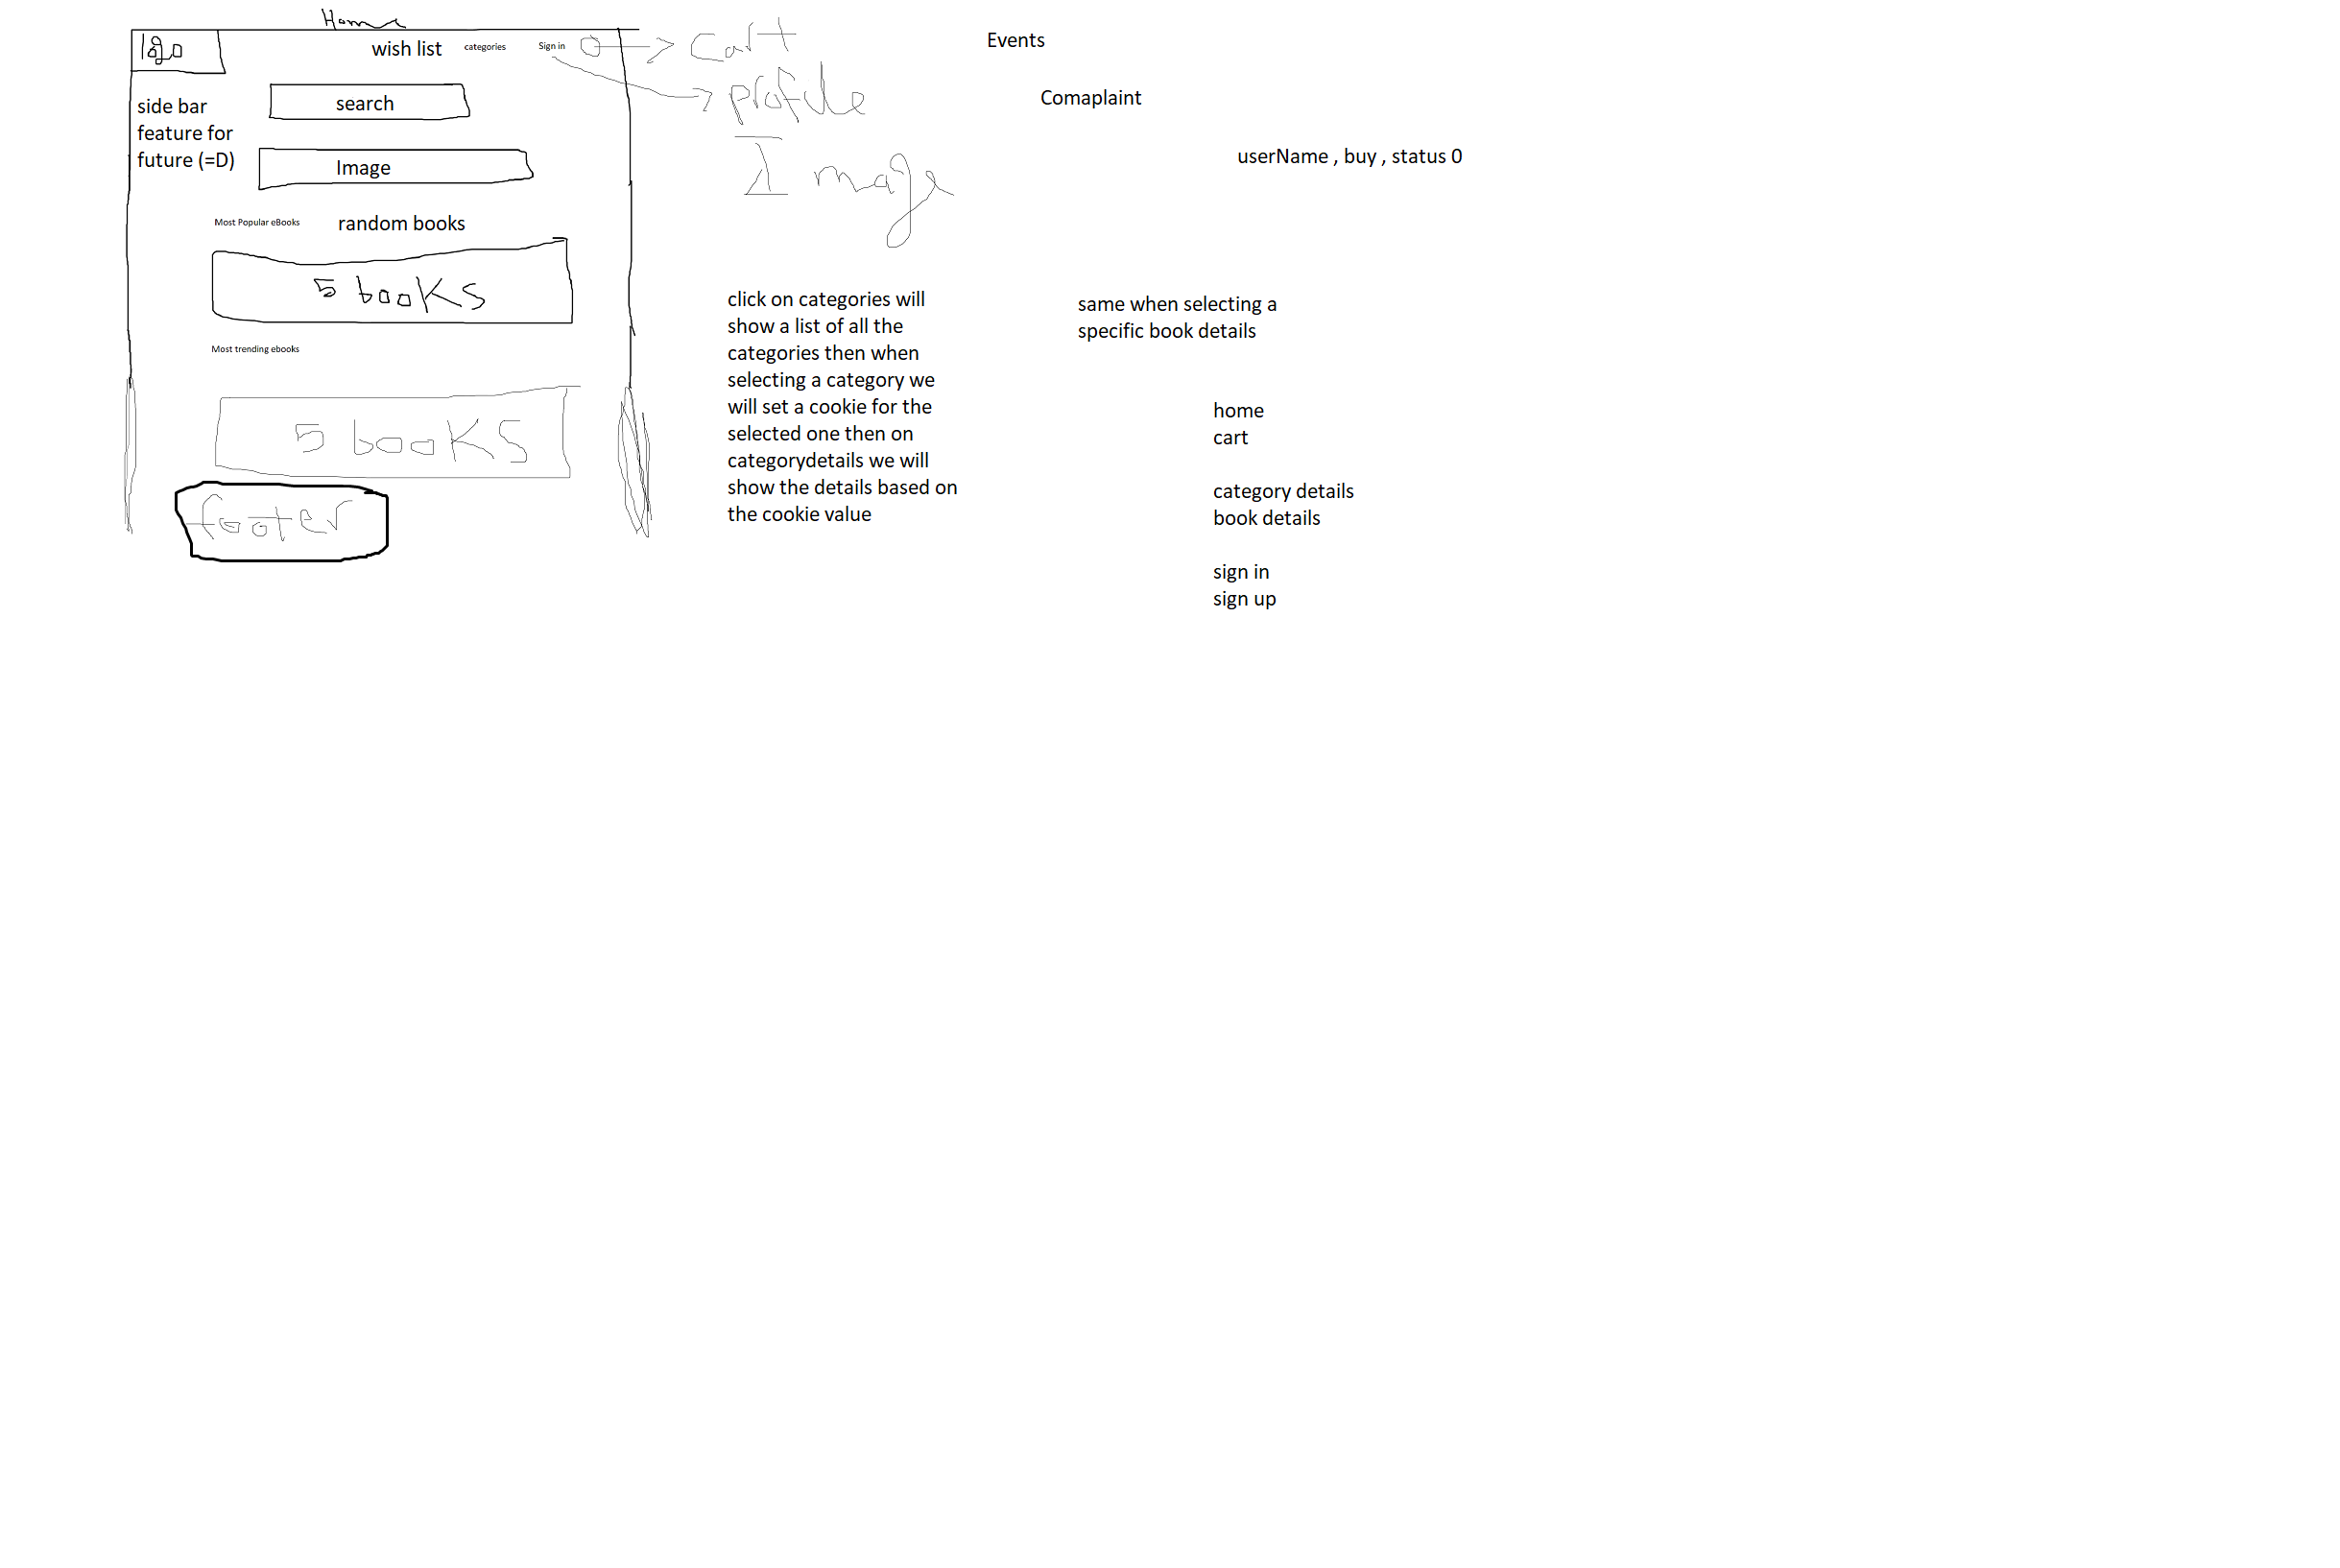 Home
logo
wish list
categories
Sign in
Cart
profile
Image
side bar
feature for
future (=D)
search
Image
Most Popular eBooks
random books
5 books
Most trending ebooks
5 books
footer
click on categories will
show a list of all the
categories then when
selecting a category we
will set a cookie for the
selected one then on
categorydetails we will
show the details based on
the cookie value
Events
Comaplaint
userName , buy , status 0
same when selecting a
specific book details
home
cart
category details
book details
sign in
sign up